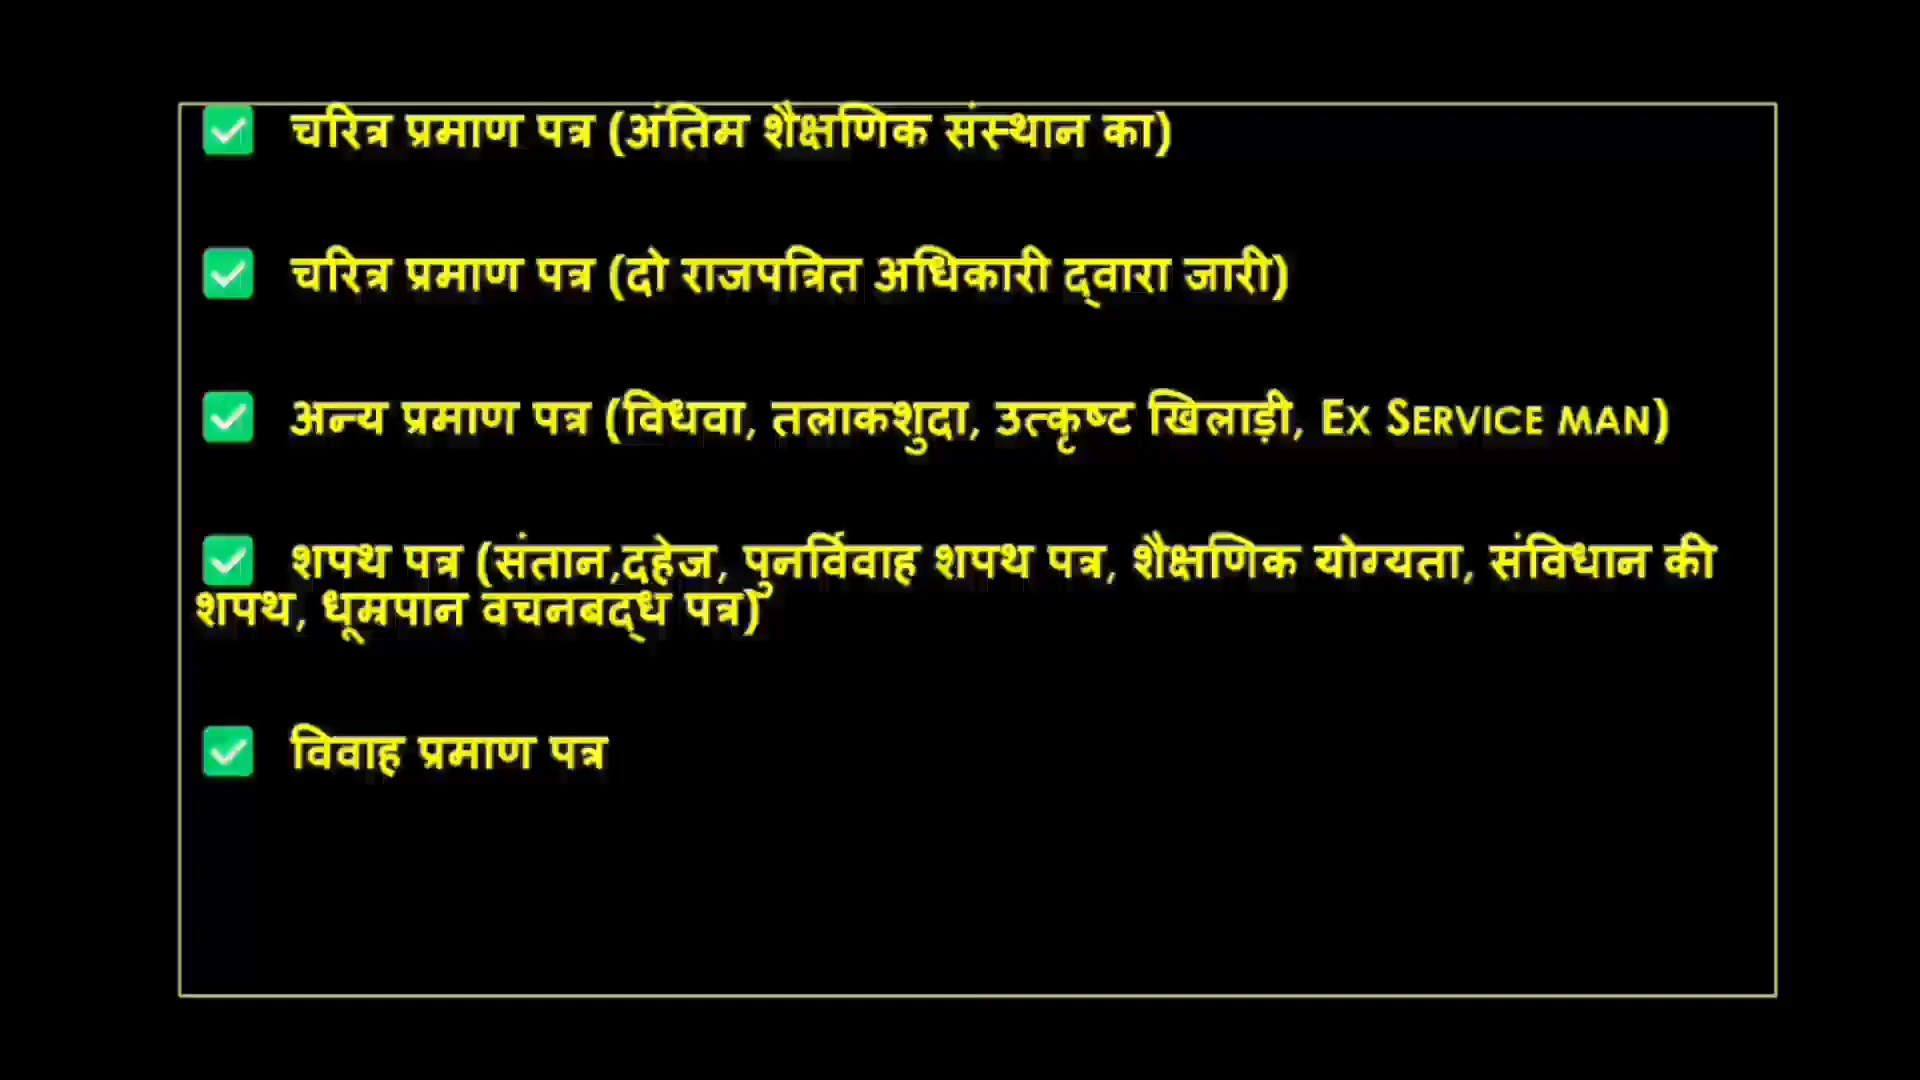 ✅ चरित्र प्रमाण पत्र (अंतिम शैक्षणिक संस्थान का)
✅ चरित्र प्रमाण पत्र (दो राजपत्रित अधिकारी द्वारा जारी)
✅ अन्य प्रमाण पत्र (विधवा, तलाकशुदा, उत्कृष्ट खिलाड़ी, EX SERVICE MAN)
✅ शपथ पत्र (संतान,दहेज, पुनर्विवाह शपथ पत्र, शैक्षणिक योग्यता, संविधान की
शपथ, धूम्रपान वचनबद्ध पत्र)
✅ विवाह प्रमाण पत्र